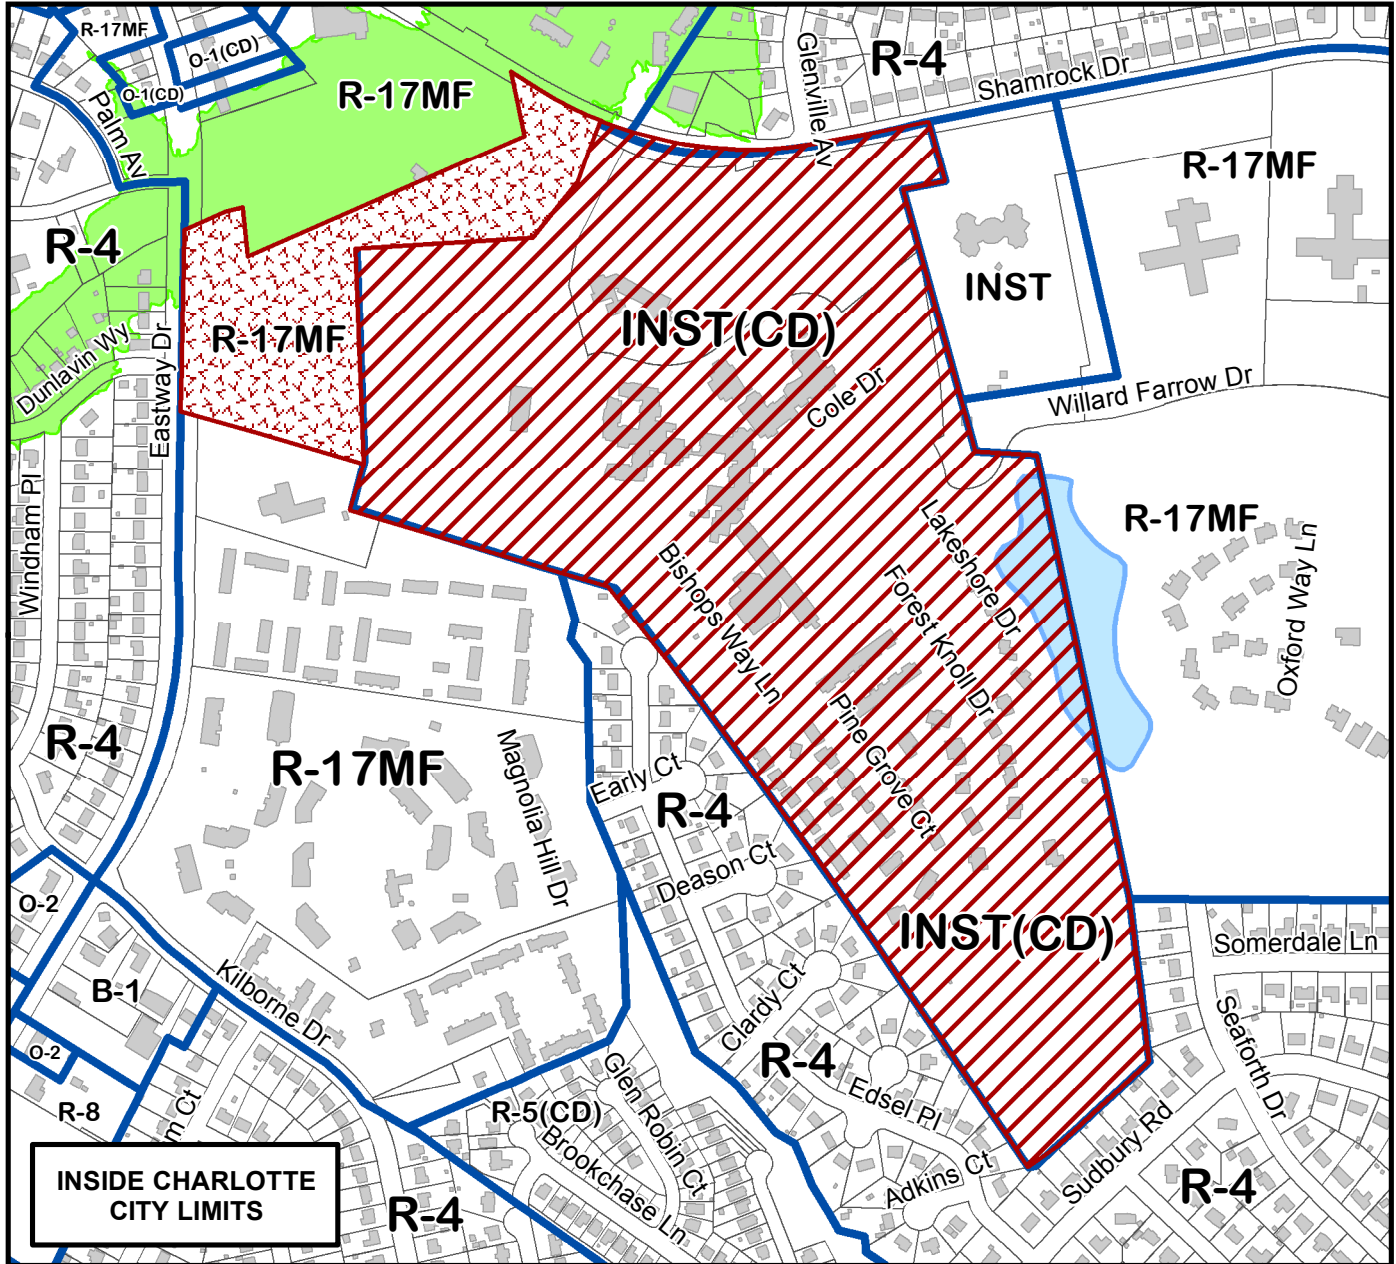 R-17MF
O-1(CD)
O-1(CD)
R-17MF
R-4
Glenville Av
Shamrock Dr
Palm Av
R-17MF
R-4
INST
R-17MF
INST(CD)
Eastway Dr
Dunlavin Wy
Cole Dr
Willard Farrow Dr
Windham Pl
R-17MF
Lakeshore Dr
Bishops Way Ln
Forest Knoll Dr
Oxford Way Ln
Pine Grove Ct
R-4
R-17MF
Magnolia Hill Dr
Early Ct
R-4
Deason Ct
O-2
INST(CD)
Somerdale Ln
B-1
Kilborne Dr
Clardy Ct
Seaforth Dr
O-2
R-4
Edsel Pl
Glen Robin Ct
R-8
m Ct
R-5(CD)
Brookchase Ln
Sudbury Rd
Adkins Ct
R-4
R-4
INSIDE CHARLOTTE
CITY LIMITS